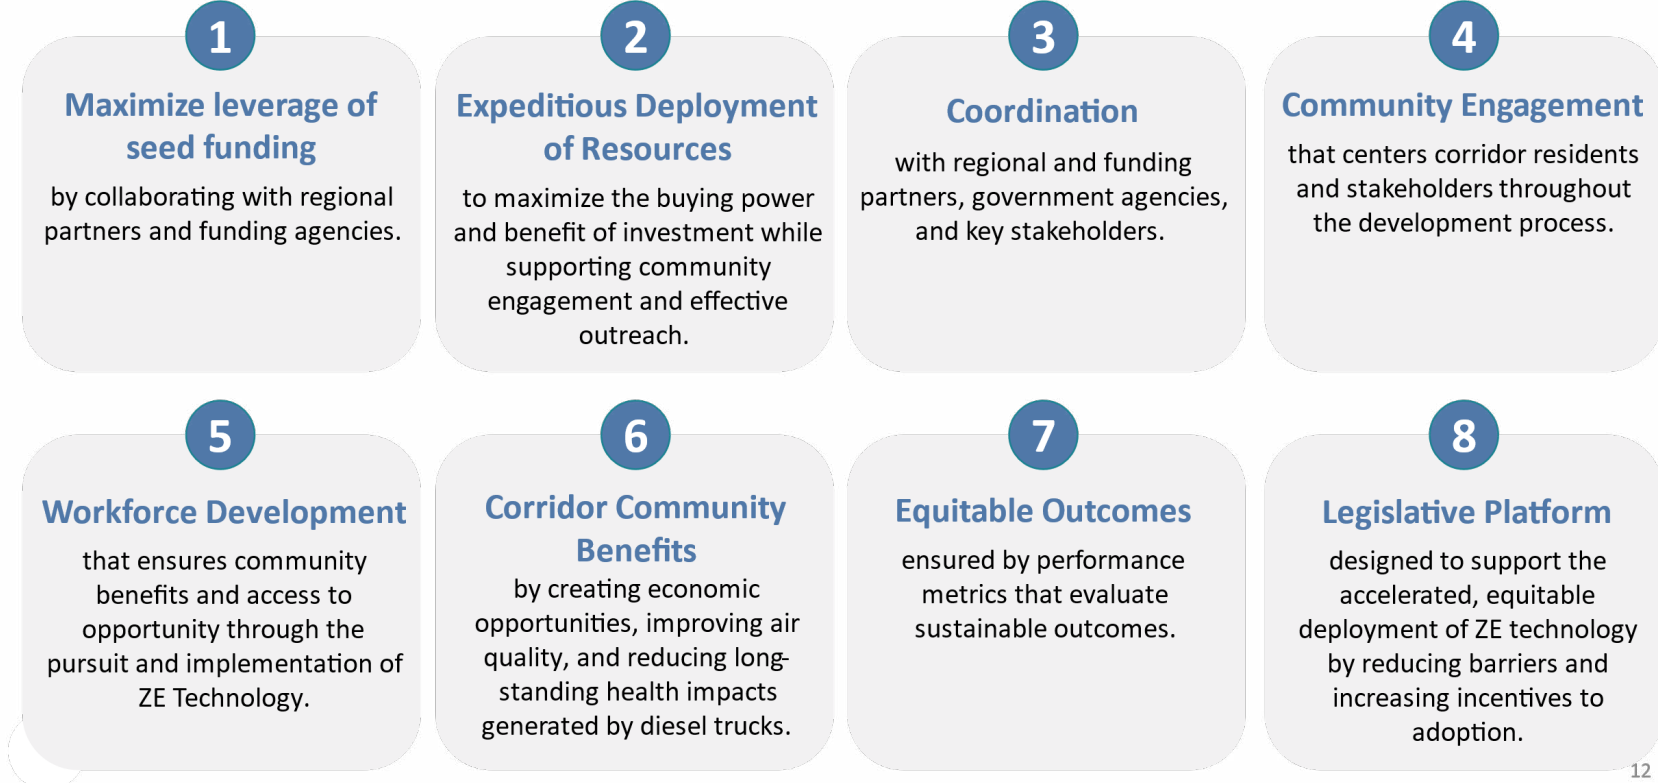 1
Maximize leverage of
seed funding
by collaborating with regional
partners and funding agencies.
2
Expeditious Deployment
of Resources
to maximize the buying power
and benefit of investment while
supporting community
engagement and effective
outreach.
3
Coordination
with regional and funding
partners, government agencies,
and key stakeholders.
4
Community Engagement
that centers corridor residents
and stakeholders throughout
the development process.
5
Workforce Development
that ensures community
benefits and access to
opportunity through the
pursuit and implementation of
ZE Technology.
6
Corridor Community
Benefits
by creating economic
opportunities, improving air
quality, and reducing long-
standing health impacts
generated by diesel trucks.
7
Equitable Outcomes
ensured by performance
metrics that evaluate
sustainable outcomes.
8
Legislative Platform
designed to support the
accelerated, equitable
deployment of ZE technology
by reducing barriers and
increasing incentives to
adoption.
12